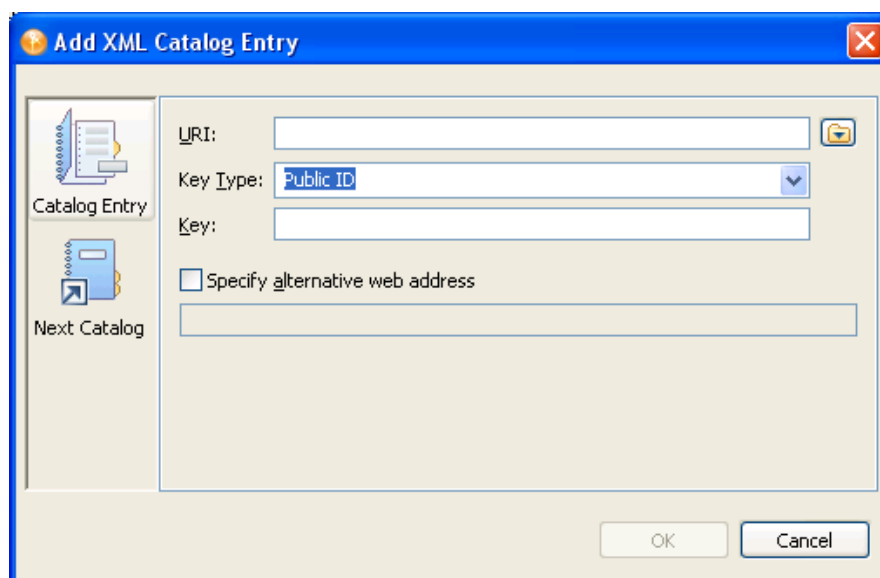 Add XML Catalog Entry
URI:
Key Type: Public ID
Catalog Entry
Key:
Specify alternative web address
Next Catalog
OK Cancel